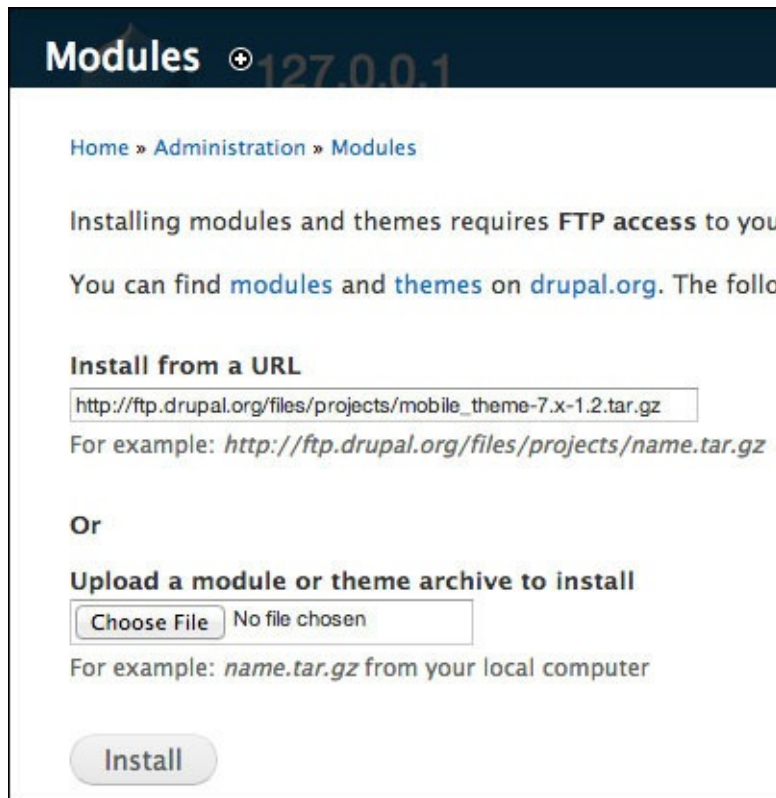 Modules
127.0.0.1
Home » Administration » Modules
Installing modules and themes requires FTP access to you
You can find modules and themes on drupal.org. The follo
Install from a URL
http://ftp.drupal.org/files/projects/mobile_theme-7.x-1.2.tar.gz
For example: http://ftp.drupal.org/files/projects/name.tar.gz
Or
Upload a module or theme archive to install
Choose File No file chosen
For example: name.tar.gz from your local computer
Install